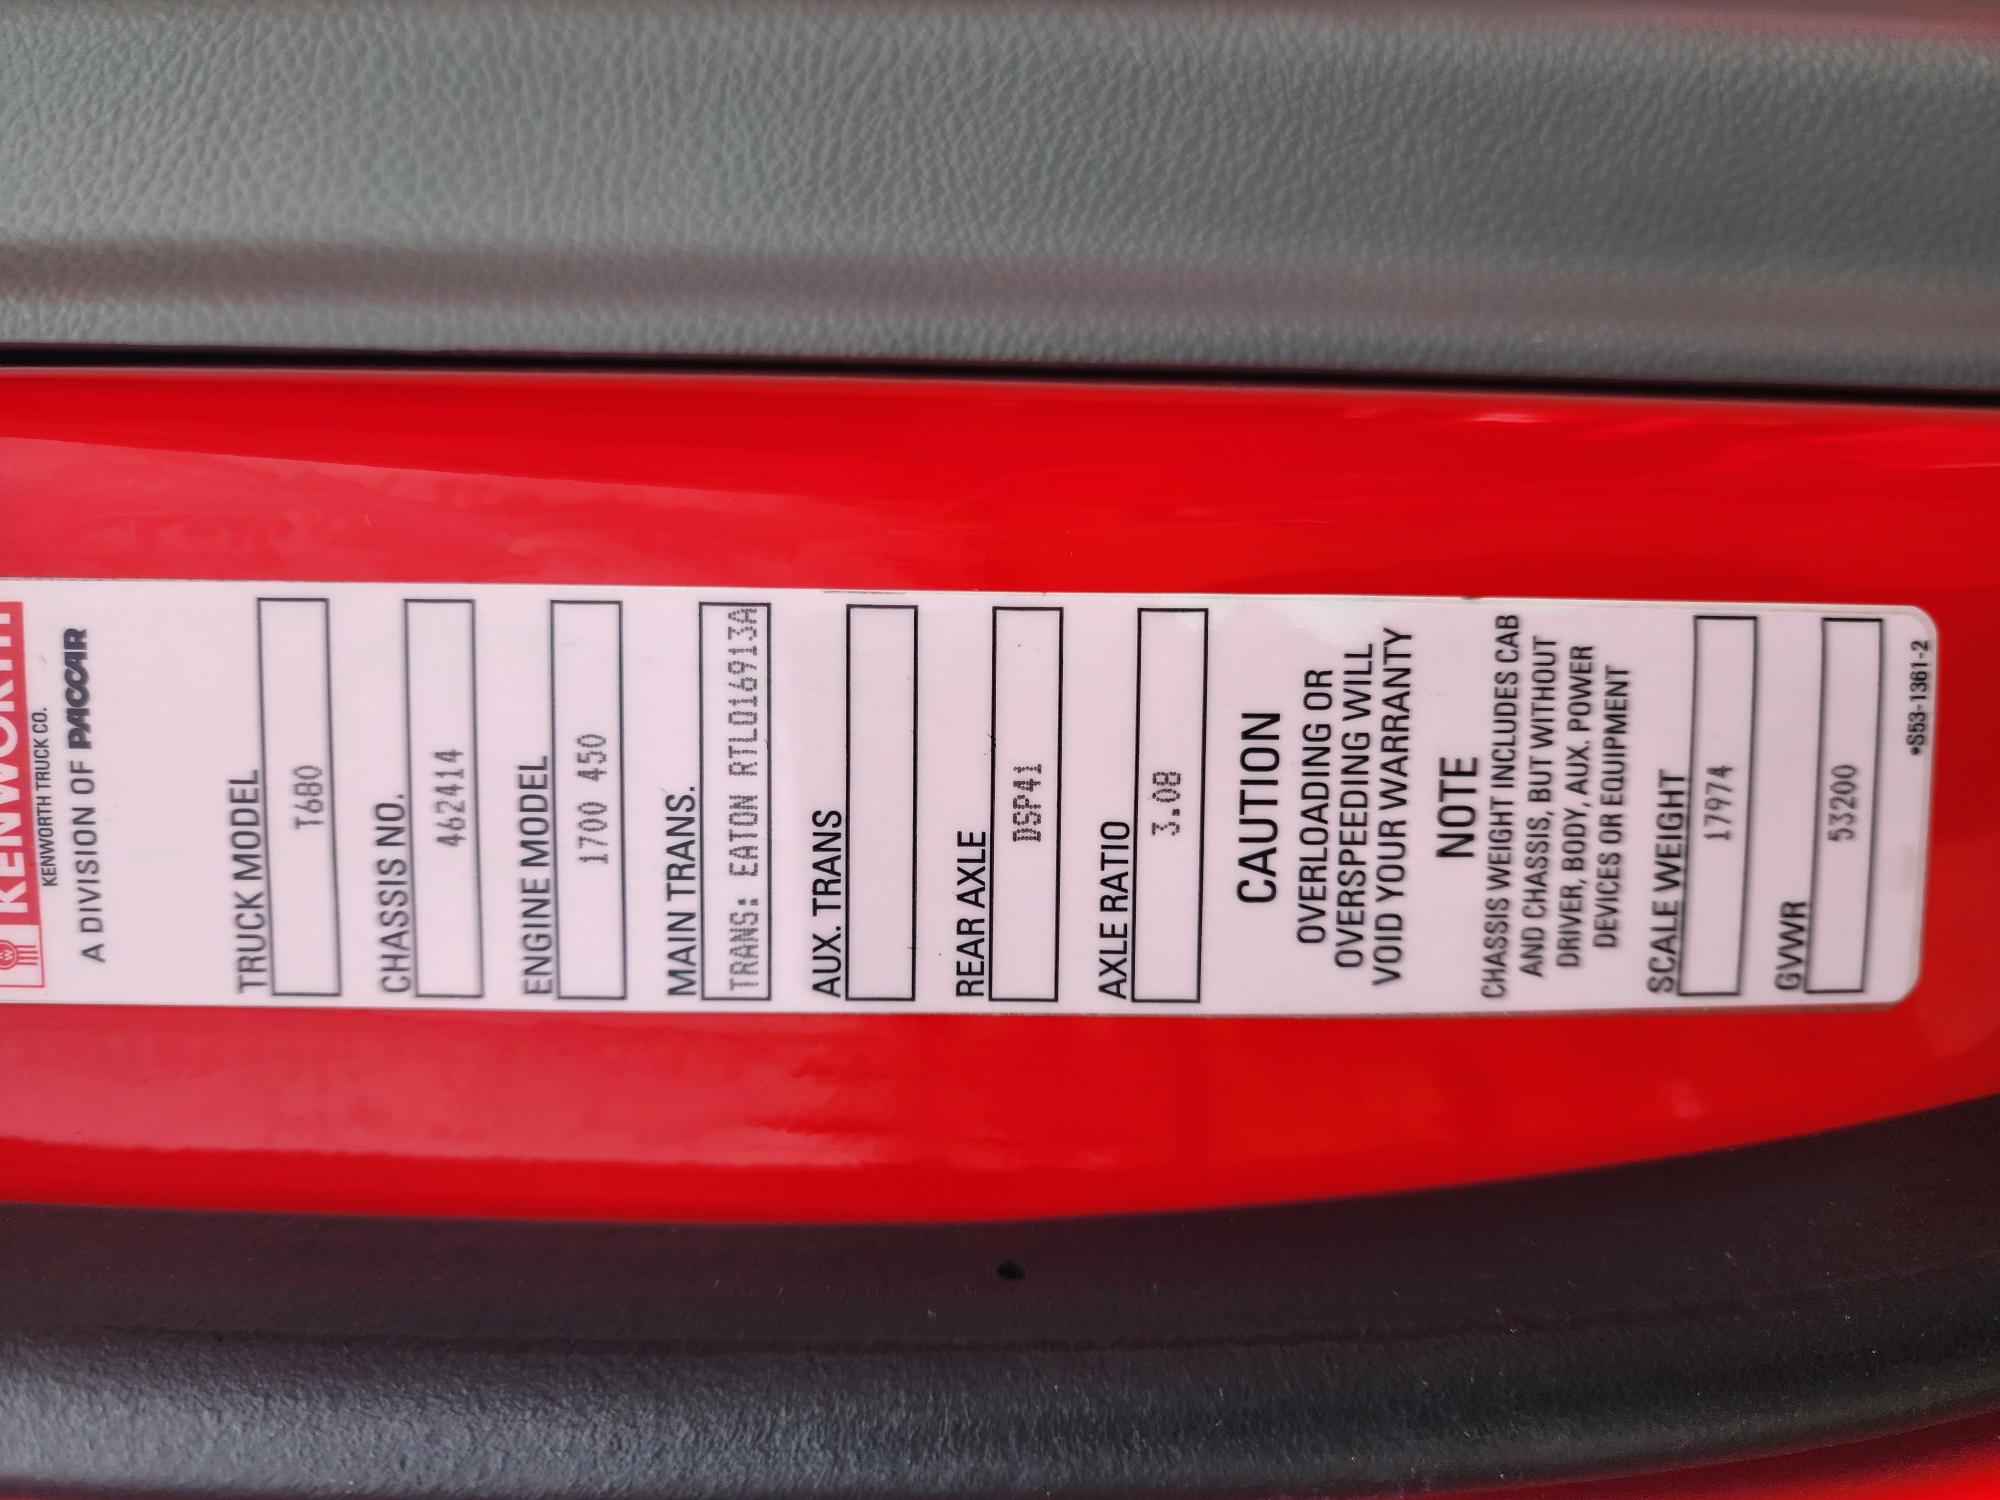 KENWORTH
KENWORTH TRUCK CO.
A DIVISION OF PACCAR
TRUCK MODEL
T680
CHASSIS NO.
462414
ENGINE MODEL
1700 450
MAIN TRANS.
TRANS: EATON RTLO16913A
AUX. TRANS
REAR AXLE
DSP41
AXLE RATIO
3.08
CAUTION
OVERLOADING OR
OVERSPEEDING WILL
VOID YOUR WARRANTY
NOTE
CHASSIS WEIGHT INCLUDES CAB
AND CHASSIS, BUT WITHOUT
DRIVER, BODY, AUX. POWER
DEVICES OR EQUIPMENT
SCALE WEIGHT
17974
GVWR
53200
•S53-1361-2